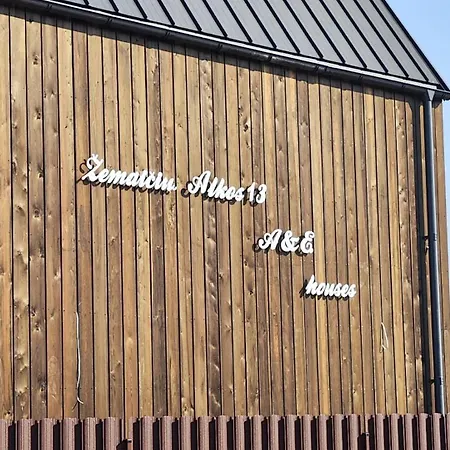 Žemaičių Alkos 13
A&E
houses